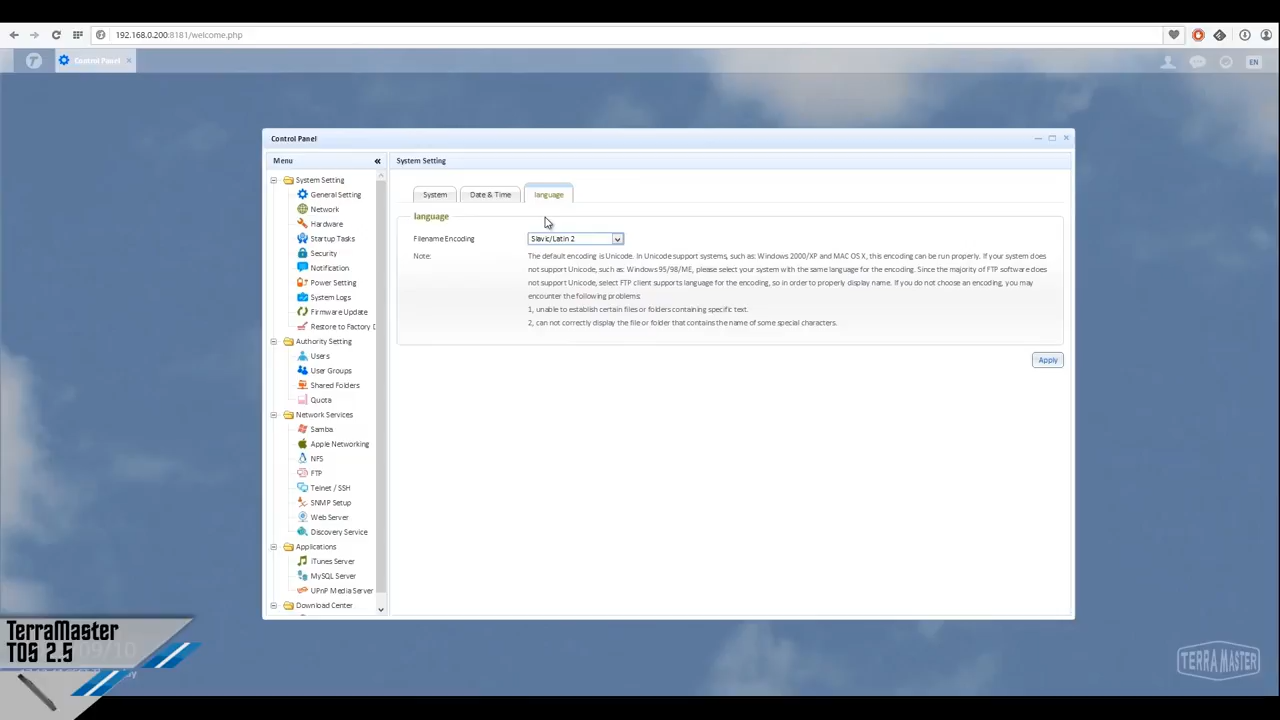 192.168.0.200:8181/welcome.php
Control Panel
EN
Control Panel
Menu
System Setting
System Setting
General Setting
Network
Hardware
Startup Tasks
Security
Notification
Power Setting
System Logs
Firmware Update
Restore to Factory D
Authority Setting
Users
User Groups
Shared Folders
Quota
Network Services
Samba
Apple Networking
NFS
FTP
Telnet / SSH
SNMP Setup
Web Server
Discovery Service
Applications
iTunes Server
MySQL Server
UPnP Media Server
Download Center
System
Date & Time
language
language
Filename Encoding
Slavic/Latin 2
Note:
The default encoding is Unicode. In Unicode support systems, such as: Windows 2000/XP and MAC OS X, this encoding can be run properly. If your system does
not support Unicode, such as: Windows 95/98/ME, please select your system with the same language for the encoding. Since the majority of FTP software does
not support Unicode, select FTP client supports language for the encoding, so in order to properly display name. If you do not choose an encoding, you may
encounter the following problems:
1, unable to establish certain files or folders containing specific text.
2, can not correctly display the file or folder that contains the name of some special characters.
Apply
TerraMaster
TOS 2.5
09/10
TERRA MASTER